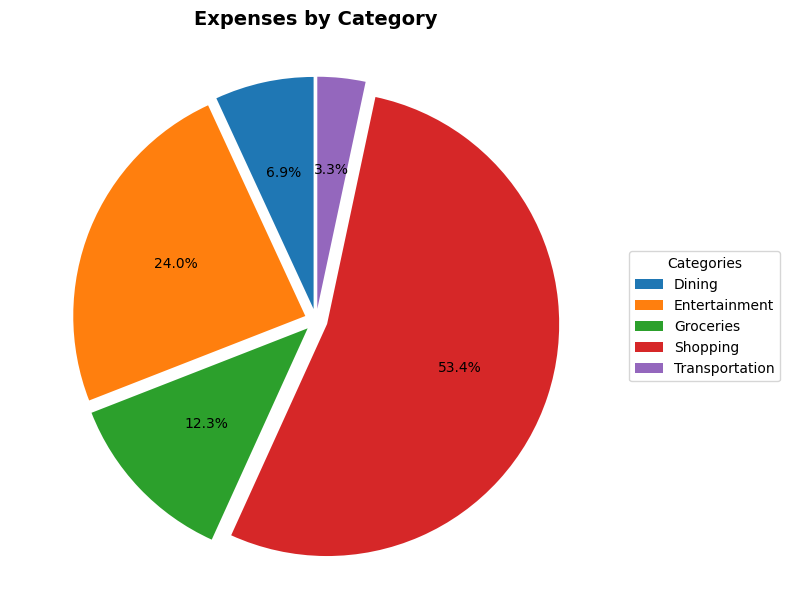 Expenses by Category
6.9%
3.3%
24.0%
53.4%
12.3%
Categories
Dining
Entertainment
Groceries
Shopping
Transportation